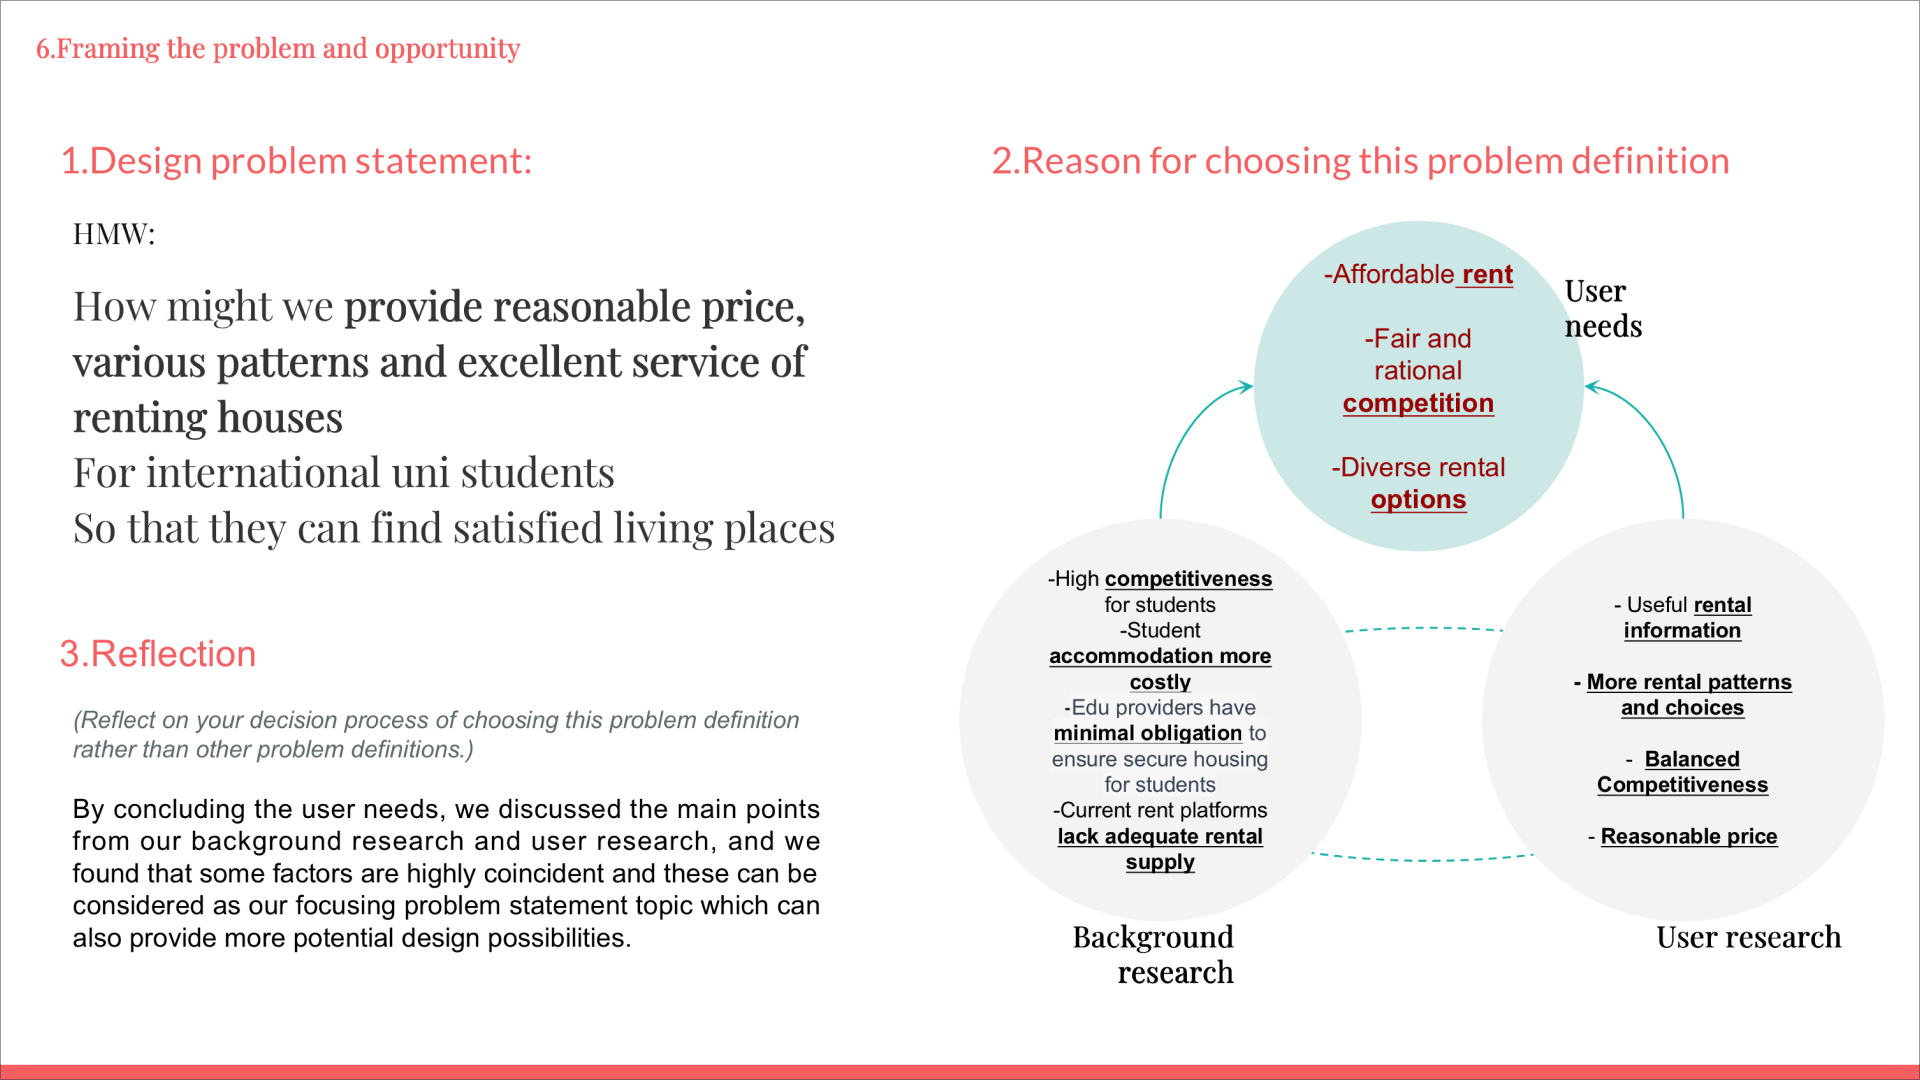 6.Framing the problem and opportunity
1.Design problem statement:
HMW:
How might we provide reasonable price,
various patterns and excellent service of
renting houses
For international uni students
So that they can find satisfied living places
3.Reflection
(Reflect on your decision process of choosing this problem definition
rather than other problem definitions.)
By concluding the user needs, we discussed the main points
from our background research and user research, and we
found that some factors are highly coincident and these can be
considered as our focusing problem statement topic which can
also provide more potential design possibilities.
2.Reason for choosing this problem definition
-Affordable rent
-Fair and
rational
competition
-Diverse rental
options
User
needs
-High competitiveness
for students
-Student
accommodation more
costly
-Edu providers have
minimal obligation to
ensure secure housing
for students
-Current rent platforms
lack adequate rental
supply
Background
research
- Useful rental
information
- More rental patterns
and choices
- Balanced
Competitiveness
- Reasonable price
User research